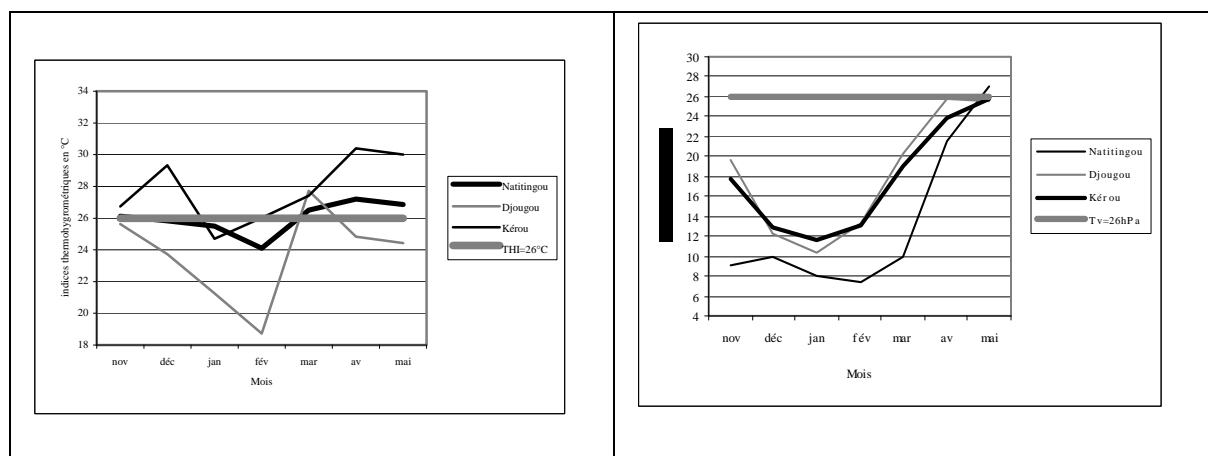 34
32
30
28
26
24
22
20
18
indices thermohygrométriques en °C
nov déc jan fév mar av mai
Mois
Natitingou
Djougou
Kérou
THI=26°C
30
28
26
24
22
20
18
16
14
12
10
8
6
4
nov déc jan fév mar av mai
Mois
Natitingou
Djougou
Kérou
Tv=26hPa